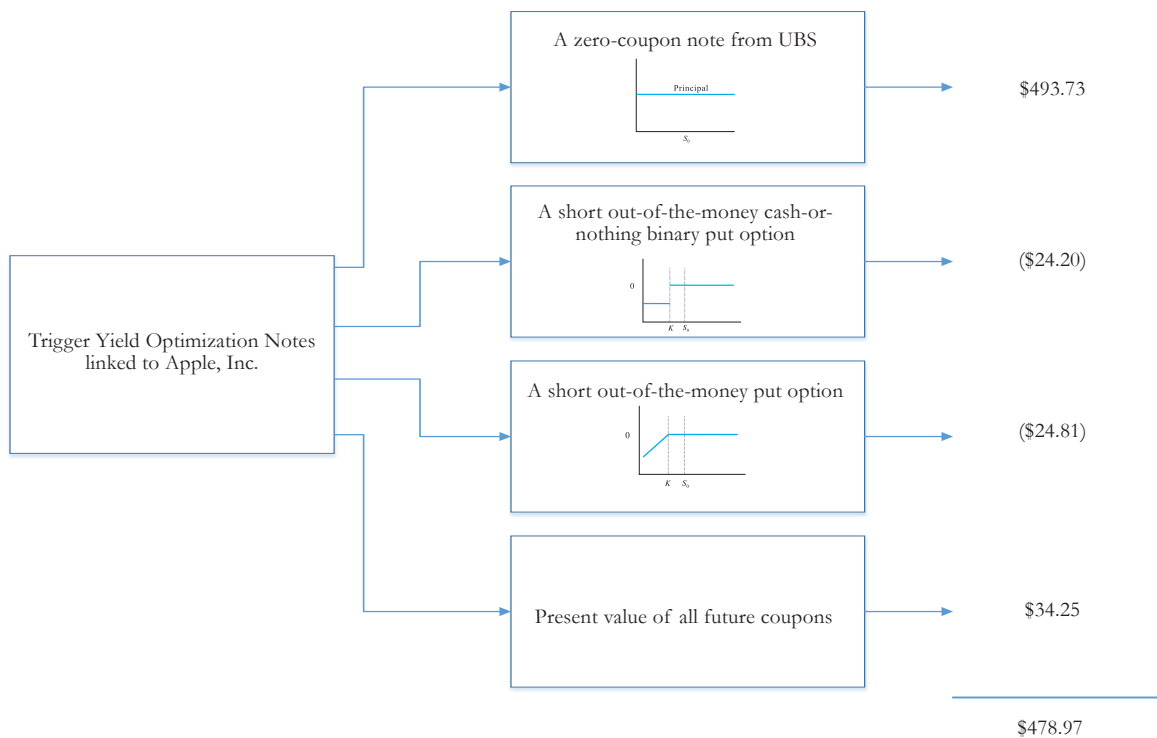 A zero-coupon note from UBS
Principal
S₀
$493.73
A short out-of-the-money cash-or-
nothing binary put option
0
K S₀
($24.20)
Trigger Yield Optimization Notes
linked to Apple, Inc.
A short out-of-the-money put option
0
K S₀
($24.81)
Present value of all future coupons
$34.25
$478.97